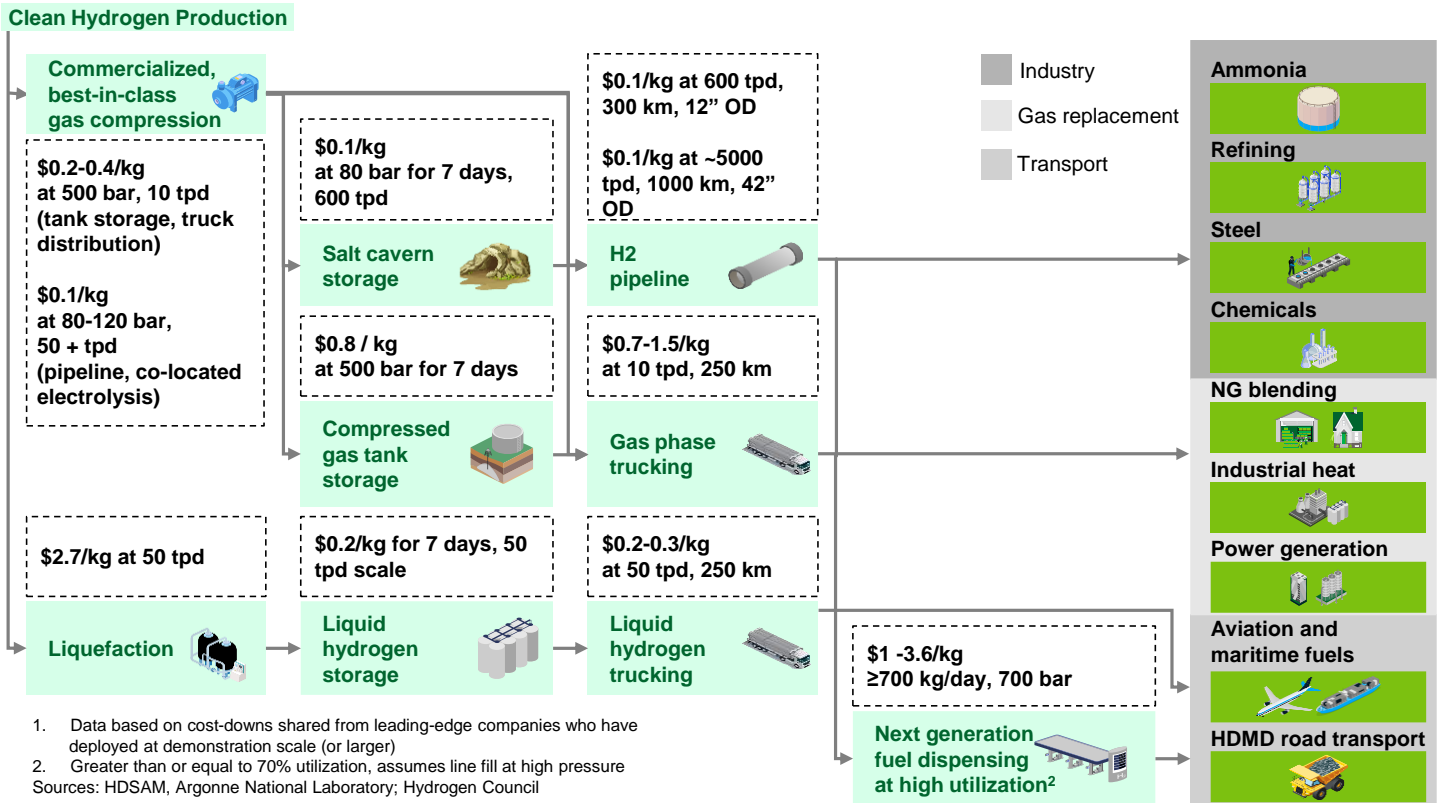 Clean Hydrogen Production
Commercialized,
best-in-class
gas compression
$0.2-0.4/kg
at 500 bar, 10 tpd
(tank storage, truck
distribution)
$0.1/kg
at 80-120 bar,
50 + tpd
(pipeline, co-located
electrolysis)
$0.1/kg
at 80 bar for 7 days,
600 tpd
Salt cavern
storage
$0.8 / kg
at 500 bar for 7 days
Compressed
gas tank
storage
$0.1/kg at 600 tpd,
300 km, 12” OD
$0.1/kg at ~5000
tpd, 1000 km, 42”
OD
H2
pipeline
$0.7-1.5/kg
at 10 tpd, 250 km
Gas phase
trucking
$2.7/kg at 50 tpd
Liquefaction
$0.2/kg for 7 days, 50
tpd scale
Liquid
hydrogen
storage
$0.2-0.3/kg
at 50 tpd, 250 km
Liquid
hydrogen
trucking
$1 -3.6/kg
≥700 kg/day, 700 bar
Next generation
fuel dispensing
at high utilization²
Industry
Gas replacement
Transport
Ammonia
Refining
Steel
Chemicals
NG blending
Industrial heat
Power generation
Aviation and
maritime fuels
HDMD road transport
1. Data based on cost-downs shared from leading-edge companies who have
deployed at demonstration scale (or larger)
2. Greater than or equal to 70% utilization, assumes line fill at high pressure
Sources: HDSAM, Argonne National Laboratory; Hydrogen Council